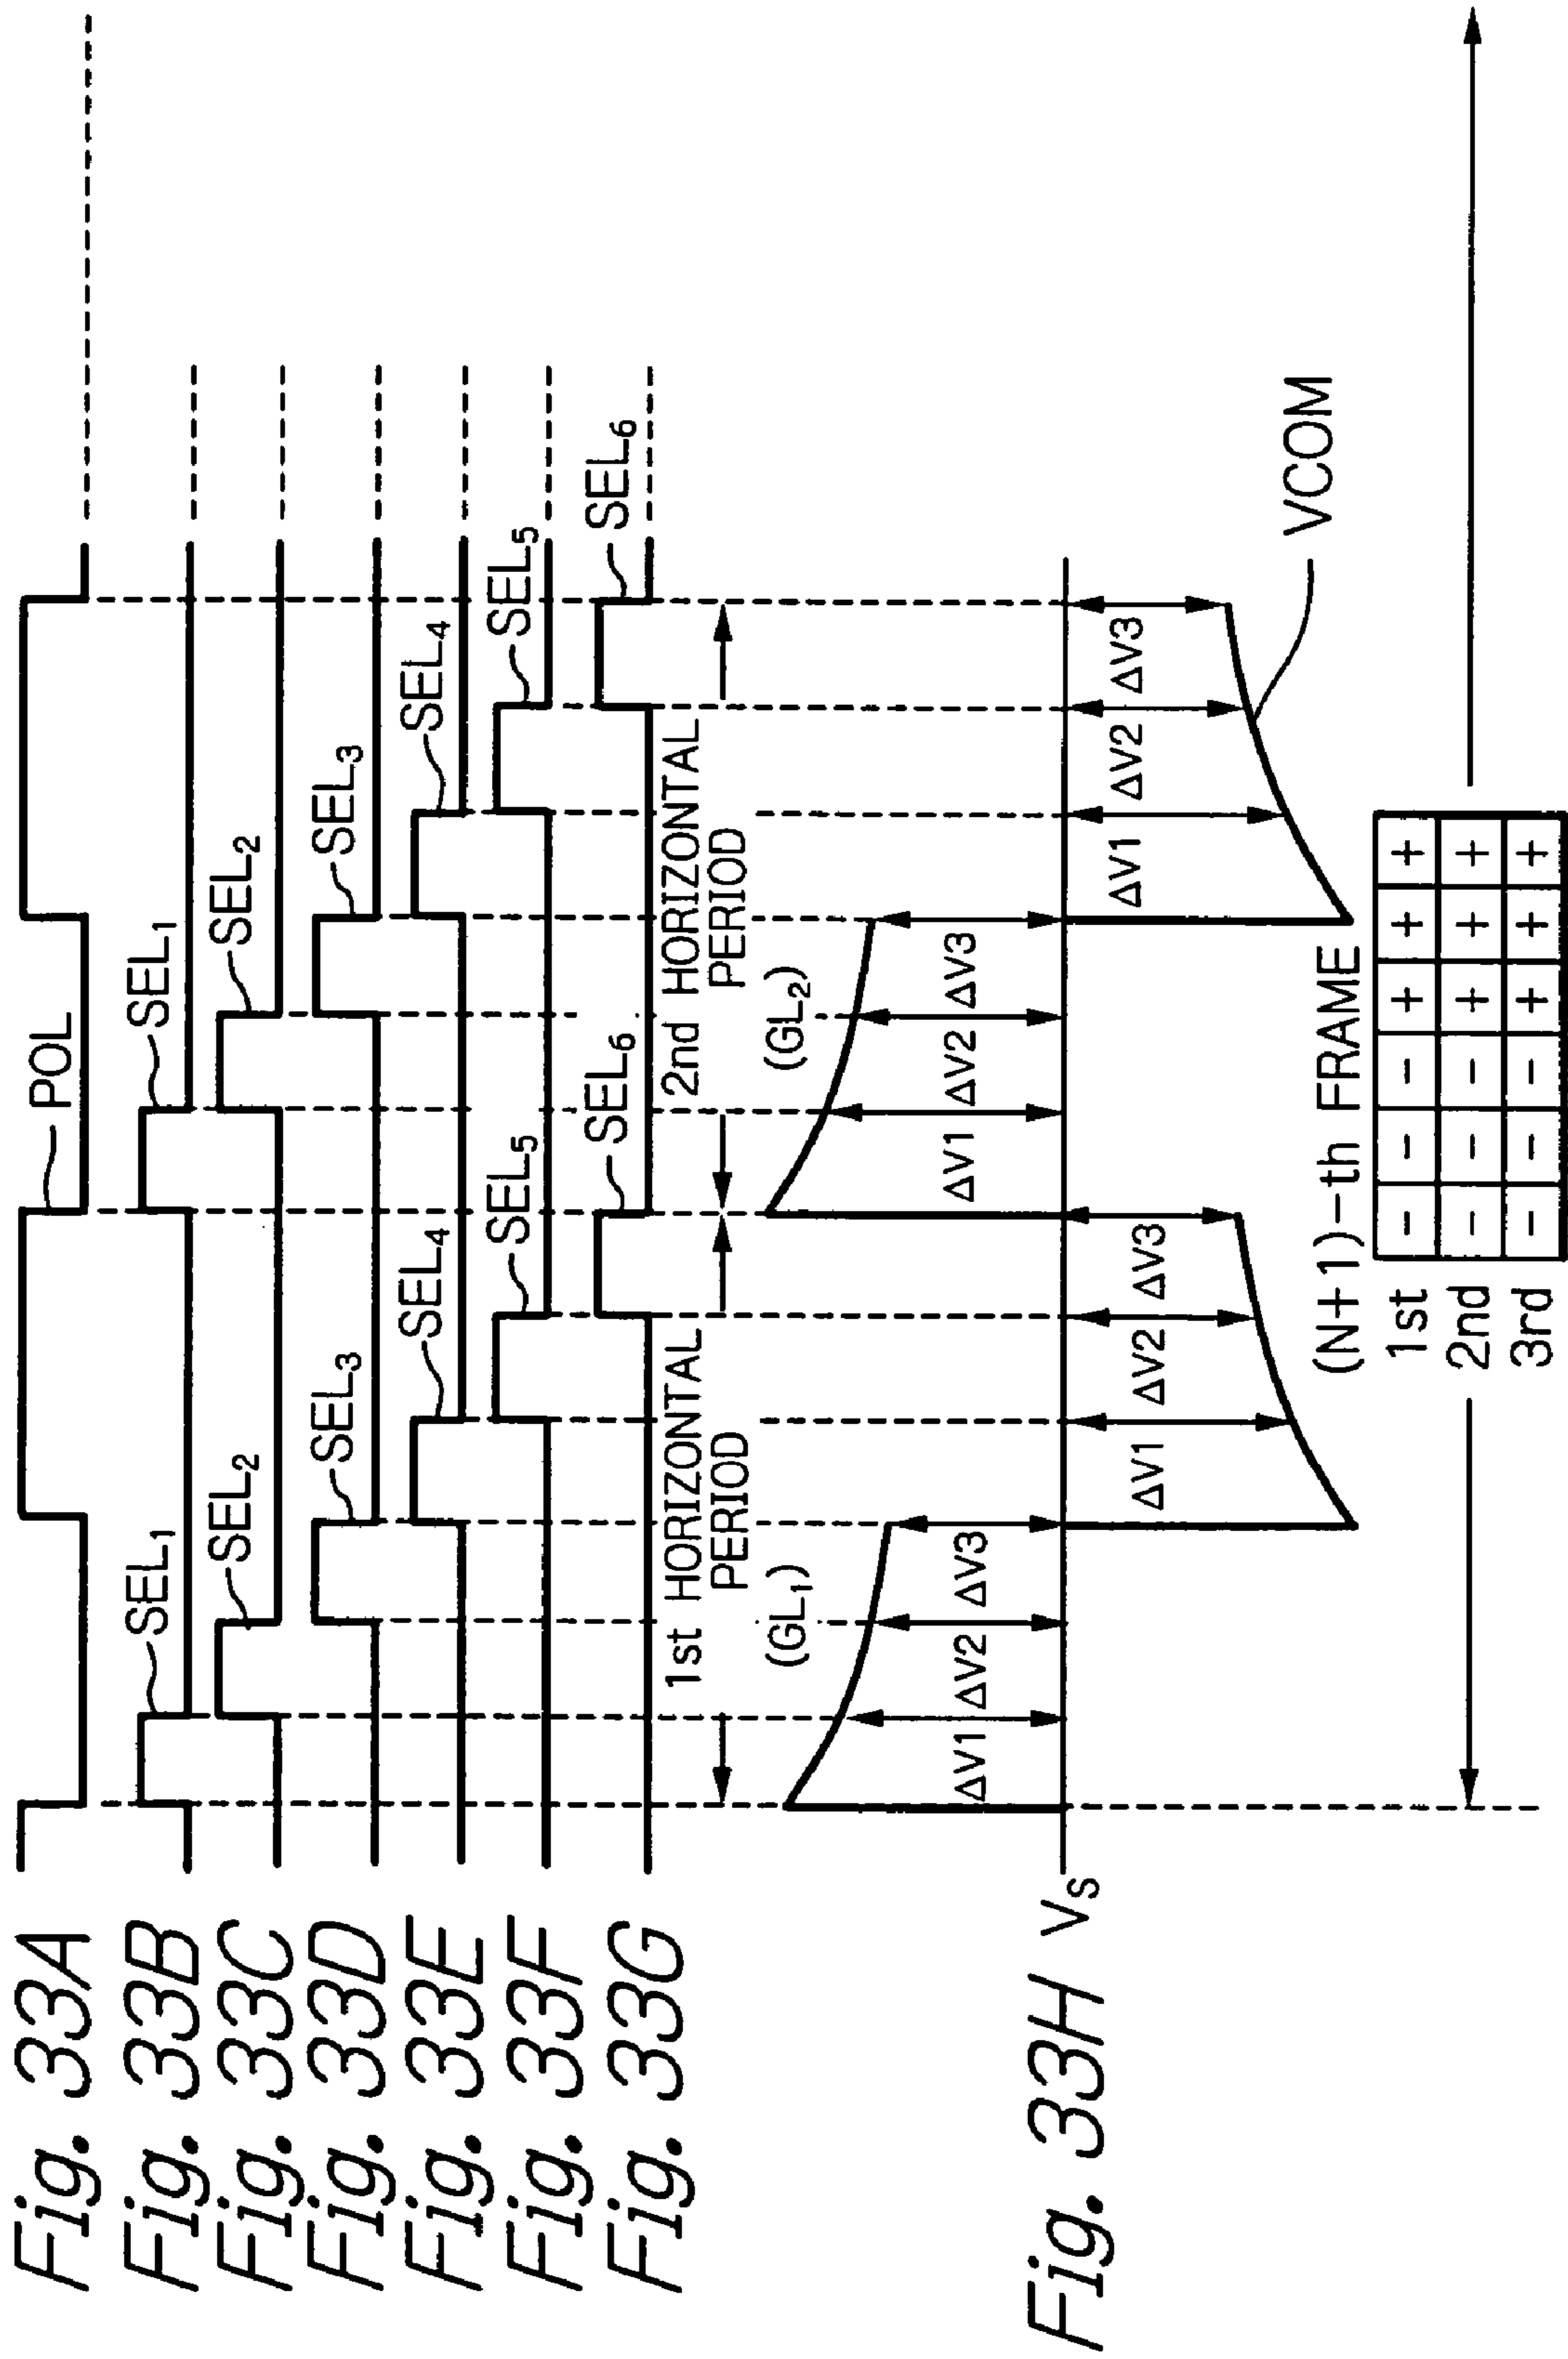 Fig. 33A
POL
Fig. 33B
SEL₁
SEL₁
Fig. 33C
SEL₂
SEL₂
Fig. 33D
SEL₃
SEL₃
Fig. 33E
SEL₄
SEL₄
Fig. 33F
SEL₅
SEL₅
Fig. 33G
SEL₆
SEL₆
1st HORIZONTAL
PERIOD
(GL₁)
2nd HORIZONTAL
PERIOD
(GL₂)
Fig. 33H
Vs
ΔV1 ΔV2 ΔV3
ΔV1 ΔV2 ΔV3
ΔV1 ΔV2 ΔV3
ΔV1 ΔV2 ΔV3
VCOM
(N+1)-th FRAME
1st - - - + + +
2nd - - - + + +
3rd - - - + + +